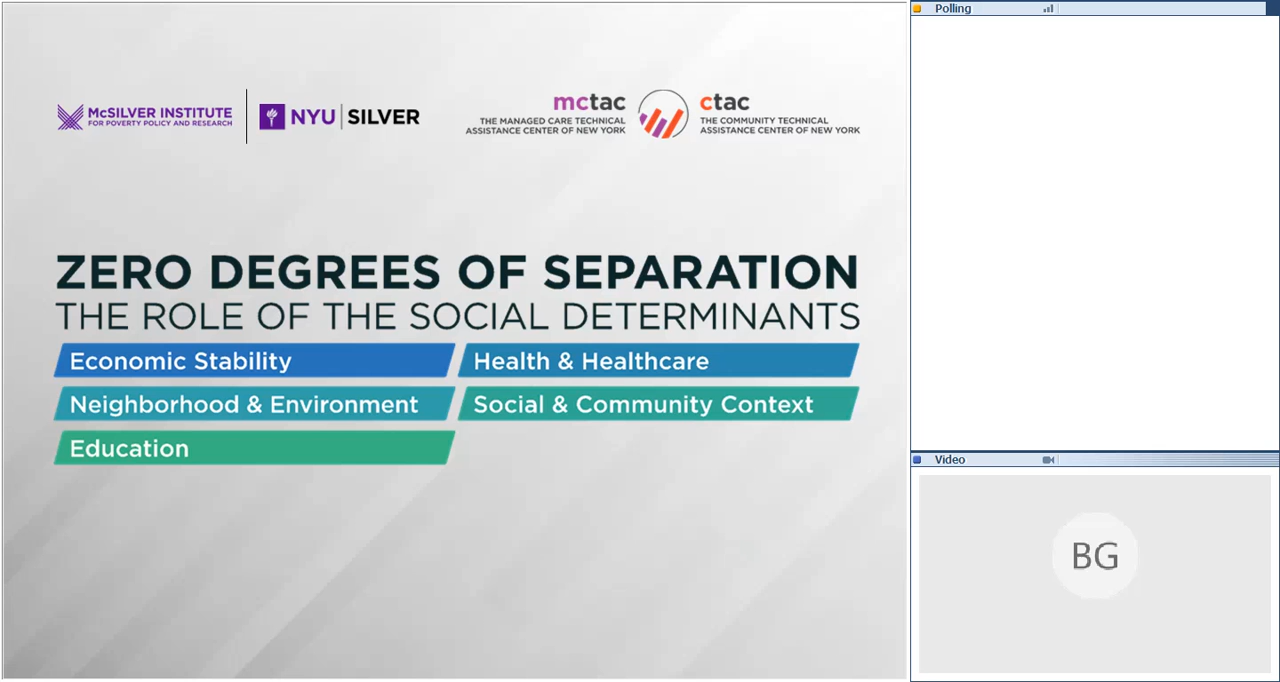 McSILVER INSTITUTE
FOR POVERTY POLICY AND RESEARCH
NYU SILVER
mctac
THE MANAGED CARE TECHNICAL
ASSISTANCE CENTER OF NEW YORK
ctac
THE COMMUNITY TECHNICAL
ASSISTANCE CENTER OF NEW YORK
ZERO DEGREES OF SEPARATION
THE ROLE OF THE SOCIAL DETERMINANTS
Economic Stability
Health & Healthcare
Neighborhood & Environment
Social & Community Context
Education
Polling
Video
BG